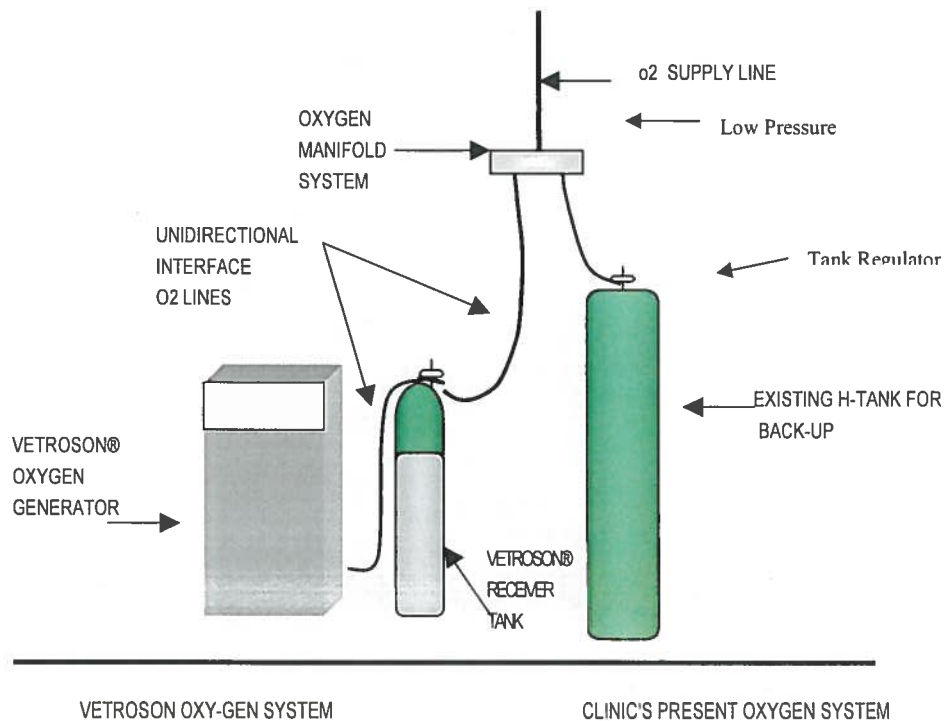 o2 SUPPLY LINE
OXYGEN
MANIFOLD
SYSTEM
Low Pressure
UNIDIRECTIONAL
INTERFACE
O2 LINES
Tank Regulator
EXISTING H-TANK FOR
BACK-UP
VETROSON®
OXYGEN
GENERATOR
VETROSON®
RECEIVER
TANK
VETROSON OXY-GEN SYSTEM
CLINIC'S PRESENT OXYGEN SYSTEM